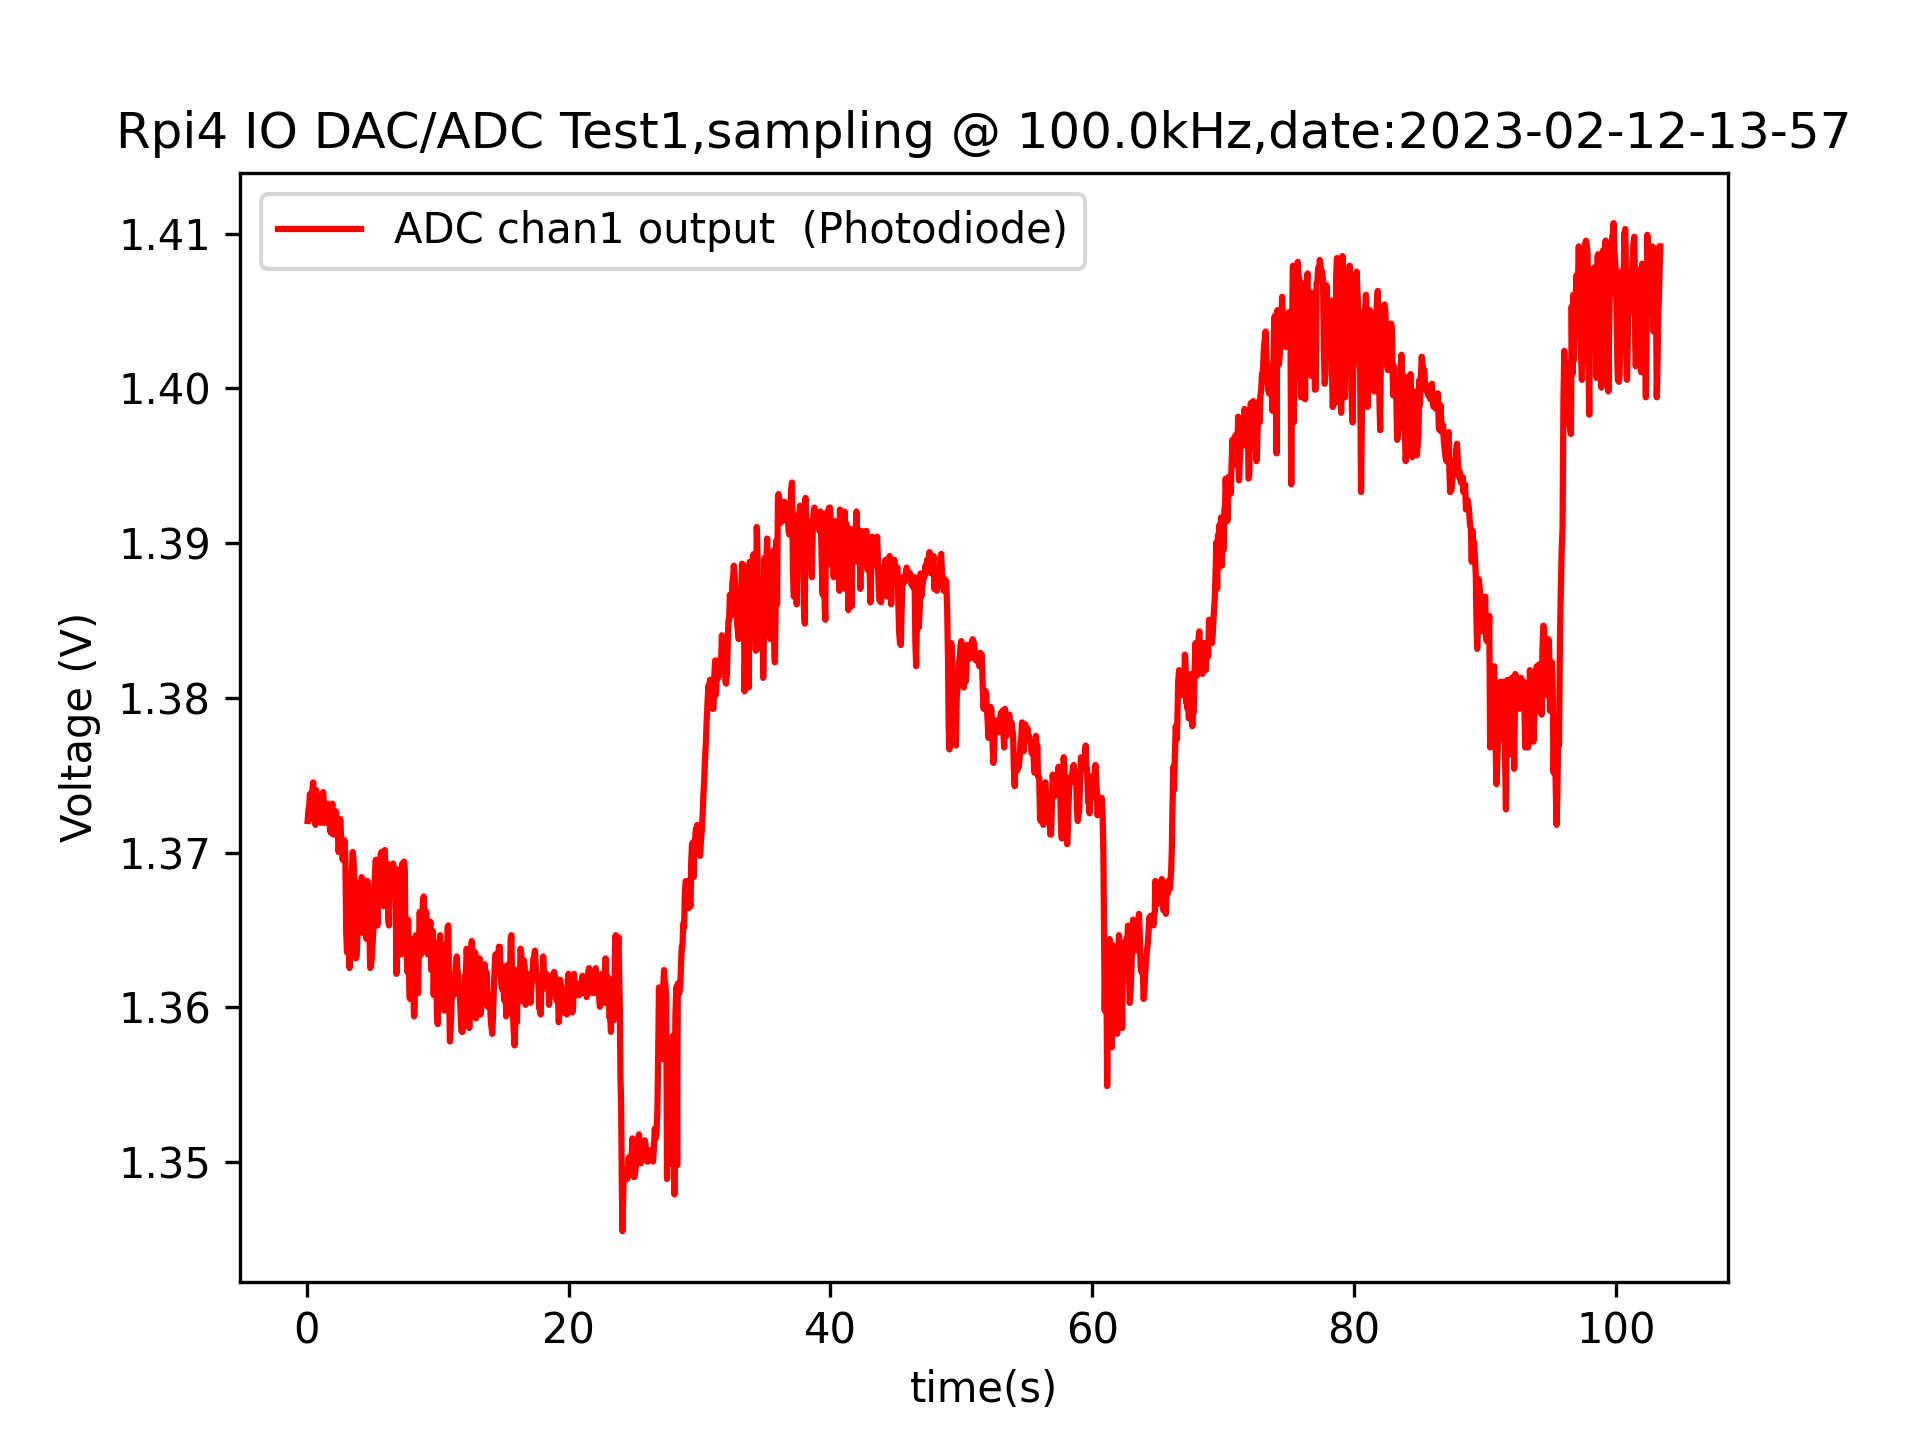 Rpi4 IO DAC/ADC Test1,sampling @ 100.0kHz,date:2023-02-12-13-57
ADC chan1 output  (Photodiode)
1.41
1.40
1.39
1.38
1.37
1.36
1.35
Voltage (V)
0 20 40 60 80 100
time(s)